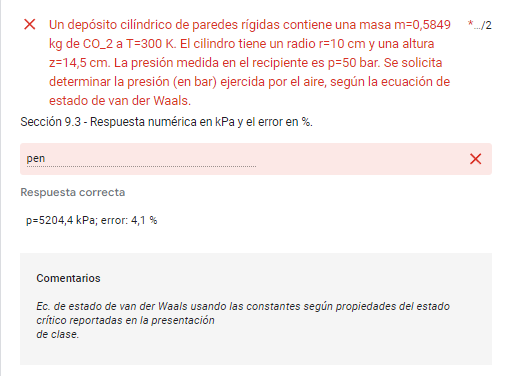 Un depósito cilíndrico de paredes rígidas contiene una masa m=0,5849
*.../2
kg de CO_2 a T=300 K. El cilindro tiene un radio r=10 cm y una altura
z=14,5 cm. La presión medida en el recipiente es p=50 bar. Se solicita
determinar la presión (en bar) ejercida por el aire, según la ecuación de
estado de van der Waals.
Sección 9.3 - Respuesta numérica en kPa y el error en %.
pen
Respuesta correcta
p=5204,4 kPa; error: 4,1 %
Comentarios
Ec. de estado de van der Waals usando las constantes según propiedades del estado
crítico reportadas en la presentación
de clase.